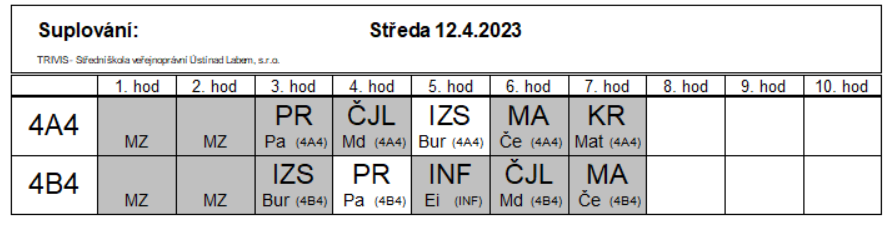 Suplování: Středa 12.4.2023
TRIVIS - Střední škola veřejnoprávní Ústí nad Labem, s.r.o.
1. hod 2. hod 3. hod 4. hod 5. hod 6. hod 7. hod 8. hod 9. hod 10. hod
4A4 PR ČJL IZS MA KR
MZ MZ Pa (4A4) Md (4A4) Bur (4A4) Če (4A4) Mat (4A4)
4B4 IZS PR INF ČJL MA
MZ MZ Bur (4B4) Pa (4B4) Ei (INF) Md (4B4) Če (4B4)